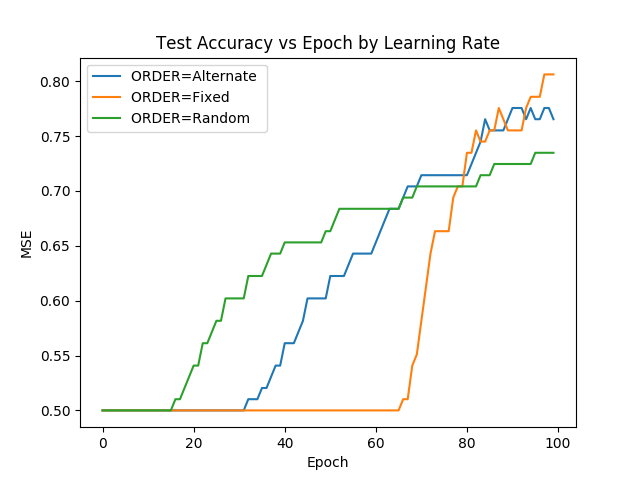 Test Accuracy vs Epoch by Learning Rate
ORDER=Alternate
ORDER=Fixed
ORDER=Random
MSE
0.80
0.75
0.70
0.65
0.60
0.55
0.50
0 20 40 60 80 100
Epoch